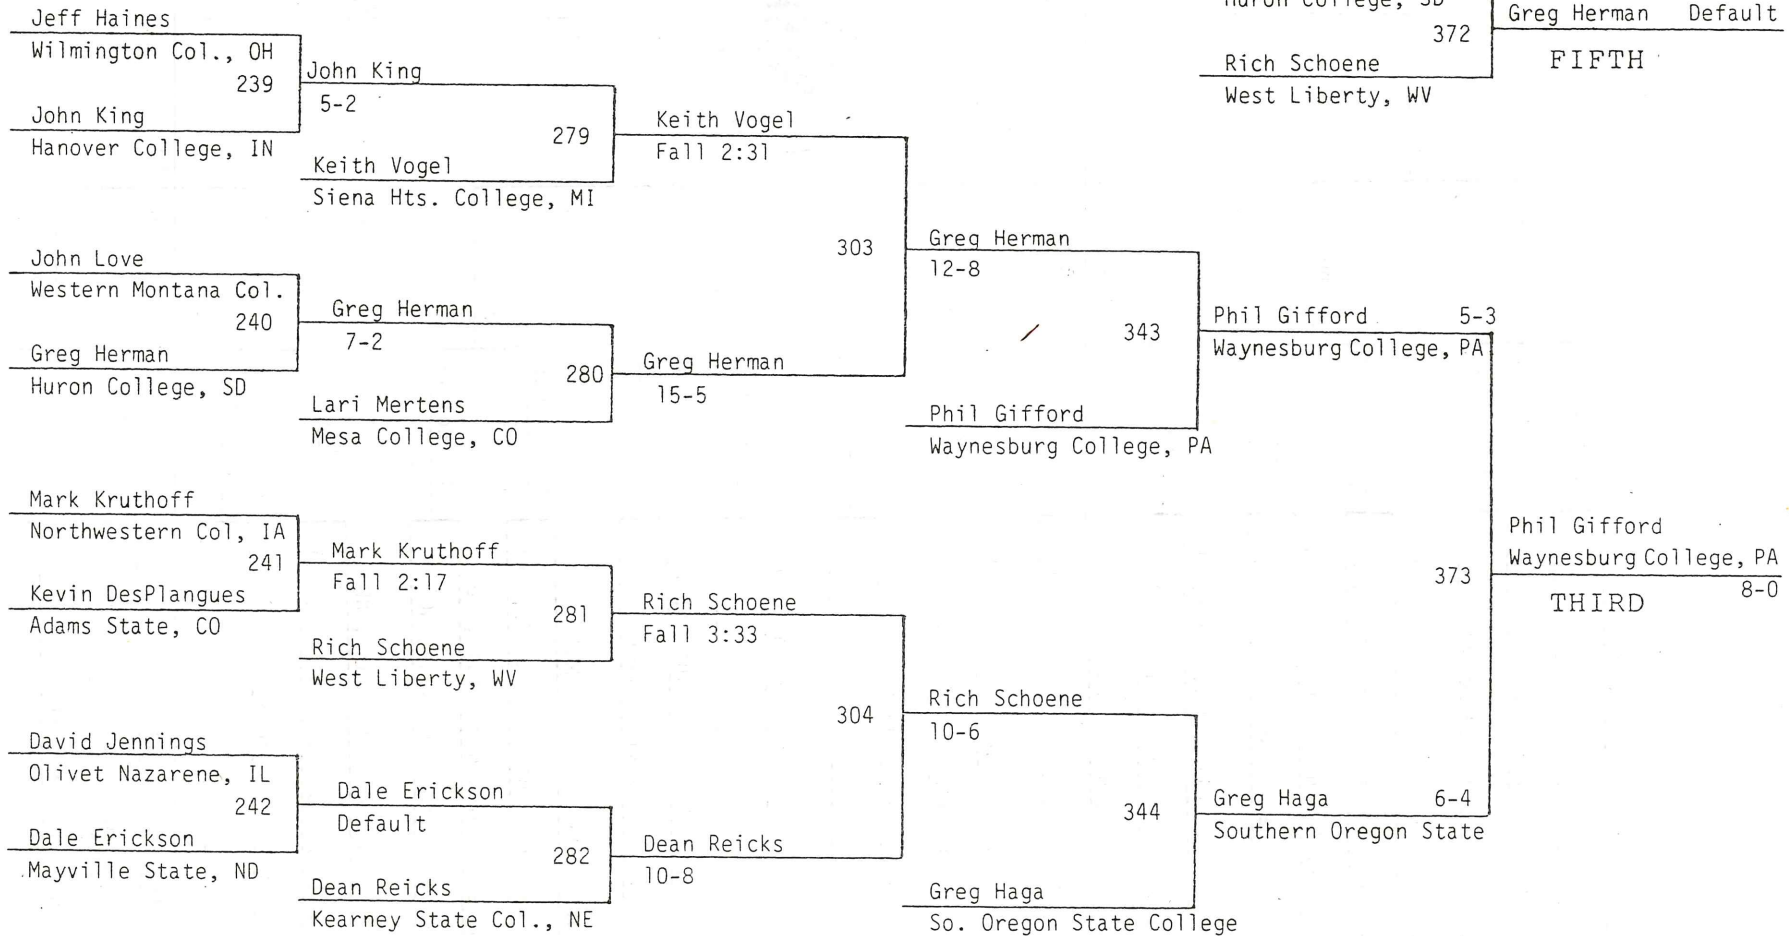 Jeff Haines
Wilmington Col., OH
239
John King
Hanover College, IN
John King
5-2
279
Keith Vogel
Siena Hts. College, MI
Keith Vogel
Fall 2:31
John Love
Western Montana Col.
240
Greg Herman
Huron College, SD
Greg Herman
7-2
280
Lari Mertens
Mesa College, CO
Greg Herman
15-5
303
Greg Herman
12-8
343
Phil Gifford
Waynesburg College, PA
Phil Gifford 5-3
Waynesburg College, PA
Mark Kruthoff
Northwestern Col, IA
241
Kevin DesPlangues
Adams State, CO
Mark Kruthoff
Fall 2:17
281
Rich Schoene
West Liberty, WV
Rich Schoene
Fall 3:33
David Jennings
Olivet Nazarene, IL
242
Dale Erickson
Mayville State, ND
Dale Erickson
Default
282
Dean Reicks
Kearney State Col., NE
Dean Reicks
10-8
304
Rich Schoene
10-6
344
Greg Haga
So. Oregon State College
Greg Haga 6-4
Southern Oregon State
373
Phil Gifford
Waynesburg College, PA
8-0
THIRD
Huron College, SD
372
Rich Schoene
West Liberty, WV
Greg Herman Default
FIFTH